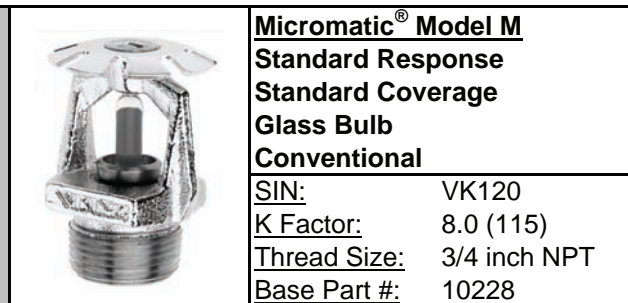 Micromatic® Model M
Standard Response
Standard Coverage
Glass Bulb
Conventional
SIN: VK120
K Factor: 8.0 (115)
Thread Size: 3/4 inch NPT
Base Part #: 10228